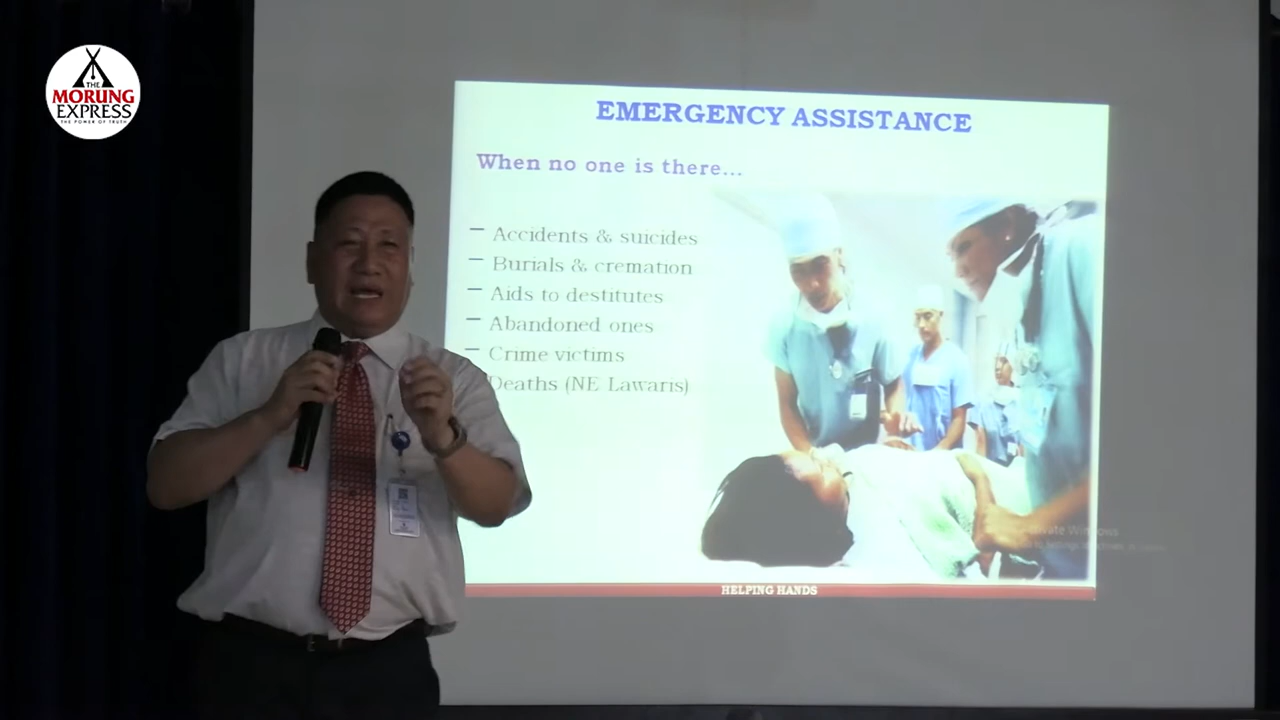 THE
MORUNG
EXPRESS
THE POWER OF TRUTH
EMERGENCY ASSISTANCE
When no one is there...
– Accidents & suicides
– Burials & cremation
– Aids to destitutes
– Abandoned ones
– Crime victims
Deaths (NE Lawaris)
HELPING HANDS